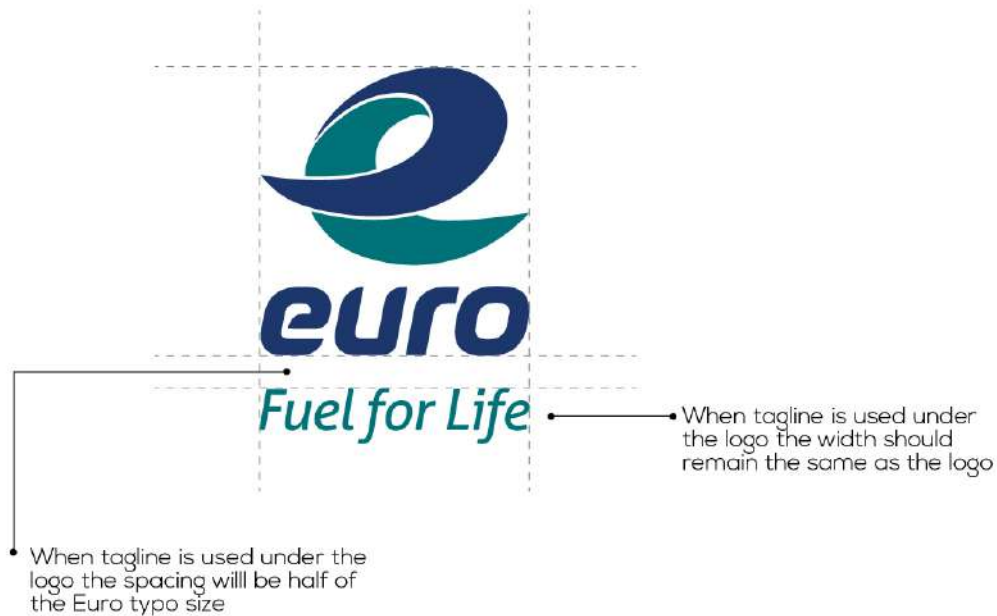 euro
Fuel for Life
When tagline is used under
the logo the width should
remain the same as the logo
When tagline is used under the
logo the spacing willl be half of
the Euro typo size